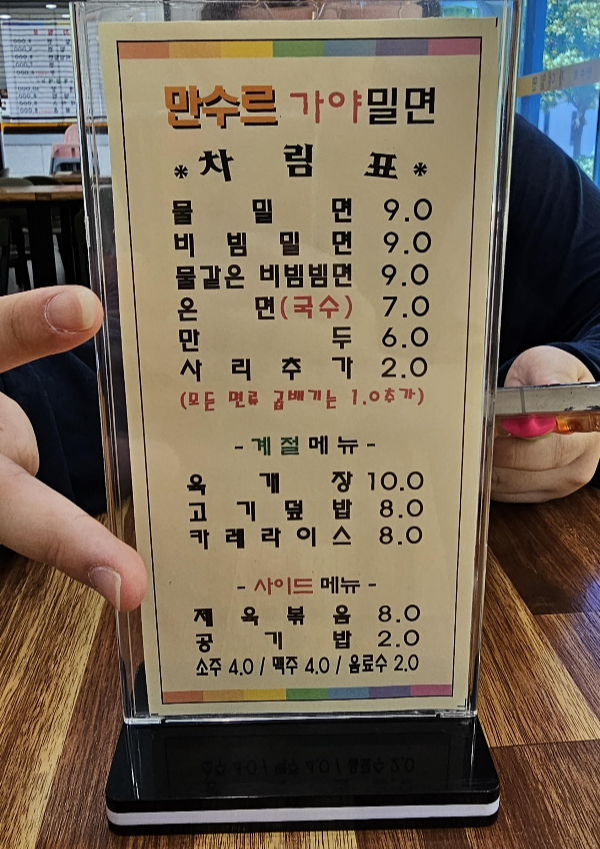 만수르 가야밀면
*차림표*
물밀면 9.0
비빔밀면 9.0
물같은 비빔빔면 9.0
온면(국수) 7.0
만두 6.0
사리추가 2.0
(모든 면류 곱배기는 1.0추가)
-계절메뉴-
육개장 10.0
고기덮밥 8.0
카레라이스 8.0
-사이드메뉴-
제육볶음 8.0
공기밥 2.0
소주 4.0 / 맥주 4.0 / 음료수 2.0